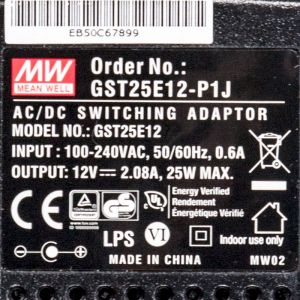 EB50C67899
MW
MEAN WELL
Order No.:
GST25E12-P1J
AC/DC SWITCHING ADAPTOR
MODEL NO.: GST25E12
INPUT : 100-240VAC, 50/60Hz, 0.6A
OUTPUT: 12V⎓ 2.08A, 25W MAX.
Energy Verified
Rendement
Énergétique Vérifié
CE
GS
LPS
VI
Indoor use only
MADE IN CHINA
MW02